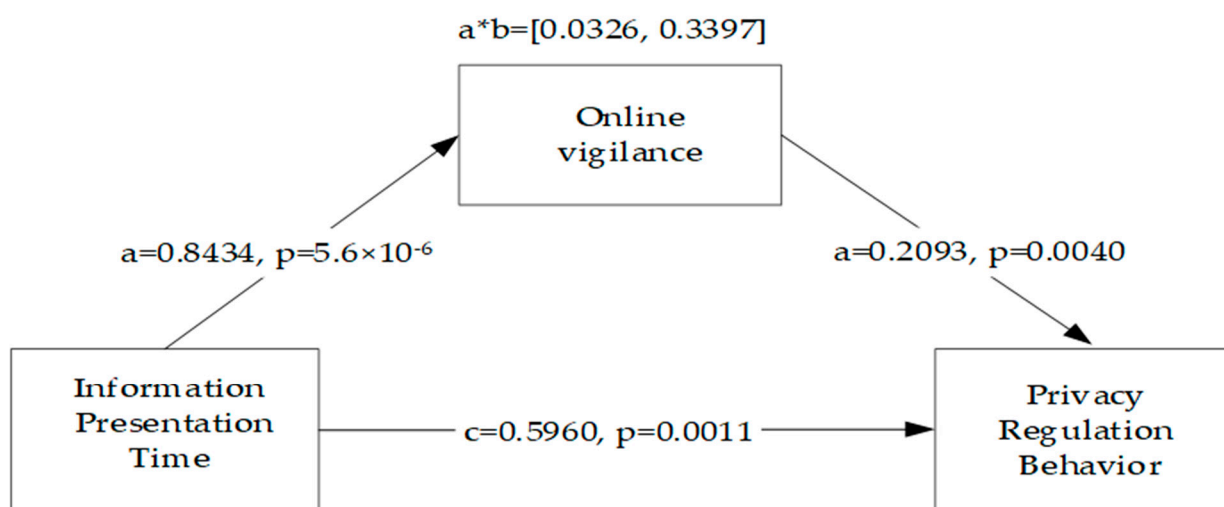 a*b=[0.0326, 0.3397]
Online
vigilance
a=0.8434, p=5.6×10⁻⁶
a=0.2093, p=0.0040
Information
Presentation
Time
c=0.5960, p=0.0011
Privacy
Regulation
Behavior